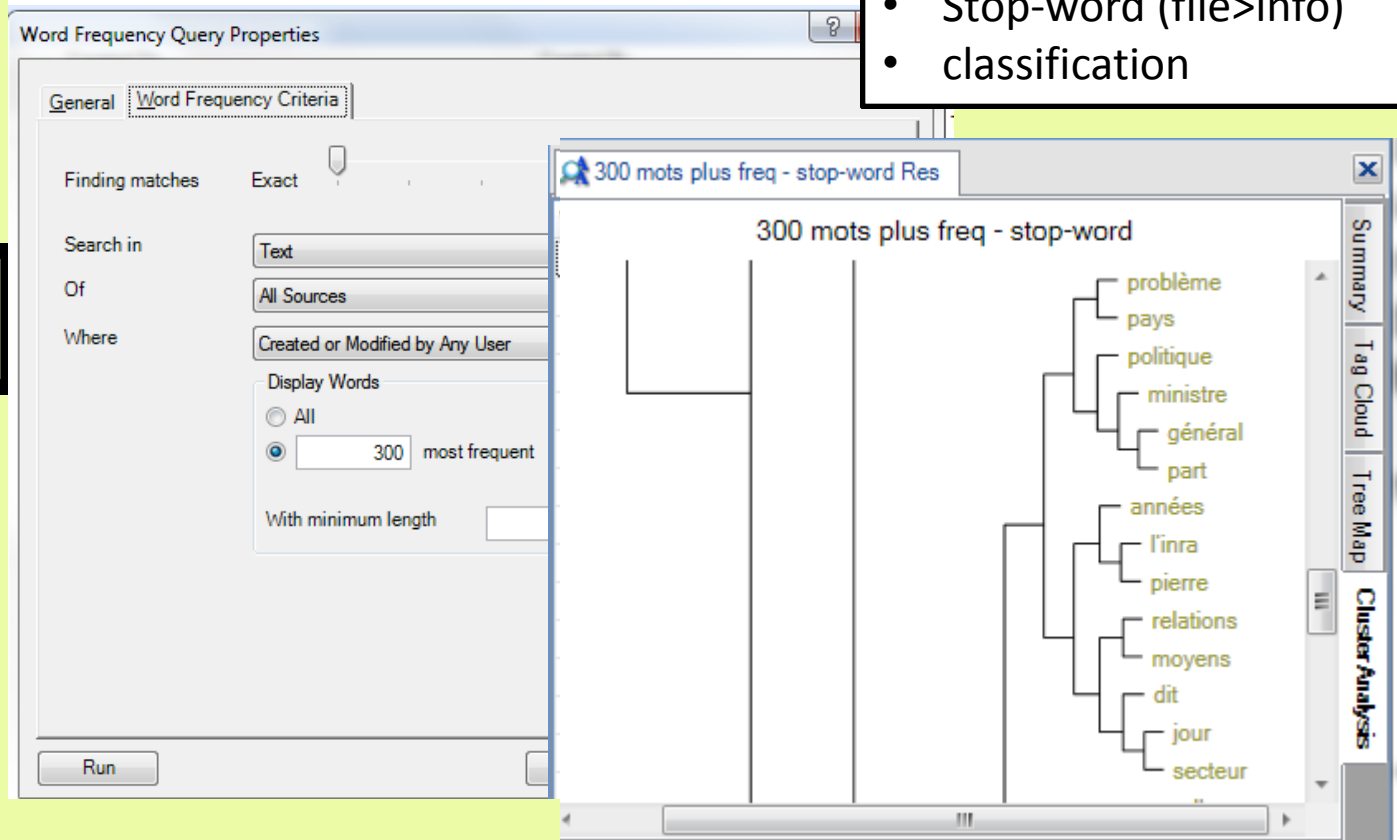 • Stop-word (file>info)
• classification
Word Frequency Query Properties
General Word Frequency Criteria
Finding matches Exact
Search in Text
Of All Sources
Where Created or Modified by Any User
Display Words
All
300 most frequent
With minimum length
Run
300 mots plus freq - stop-word Res
300 mots plus freq - stop-word
problème
pays
politique
ministre
général
part
années
l'inra
pierre
relations
moyens
dit
jour
secteur
Summary
Tag Cloud
Tree Map
Cluster Analysis